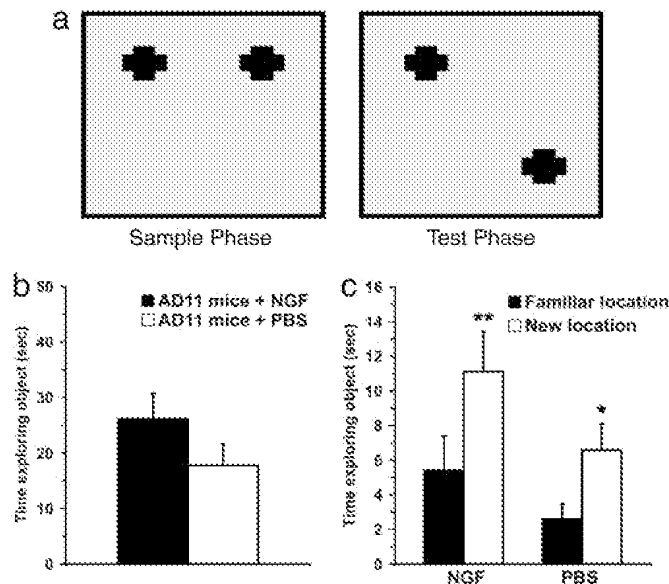 a
Sample Phase
Test Phase
b
Time exploring object (sec)
50
40
30
20
10
0
AD11 mice + NGF
AD11 mice + PBS
c
Time exploring object (sec)
16
14
12
10
8
6
4
2
0
Familiar location
New location
**
*
NGF
PBS